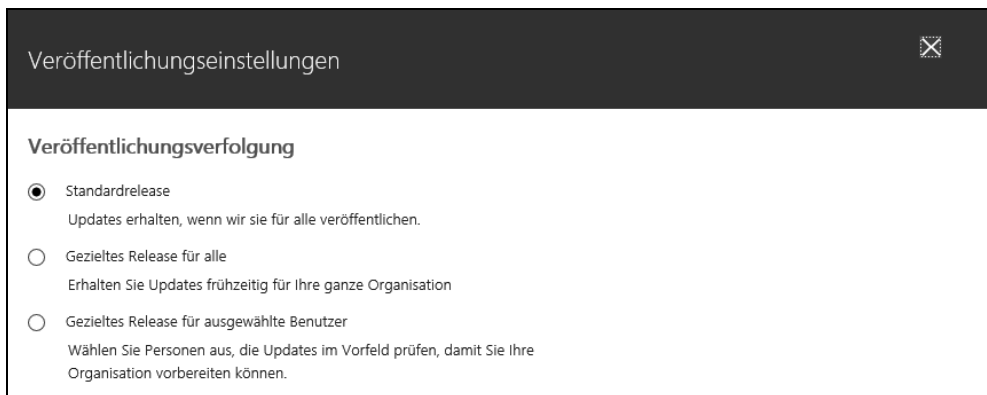 Veröffentlichungseinstellungen
Veröffentlichungsverfolgung
Standardrelease
Updates erhalten, wenn wir sie für alle veröffentlichen.
Gezieltes Release für alle
Erhalten Sie Updates frühzeitig für Ihre ganze Organisation
Gezieltes Release für ausgewählte Benutzer
Wählen Sie Personen aus, die Updates im Vorfeld prüfen, damit Sie Ihre
Organisation vorbereiten können.